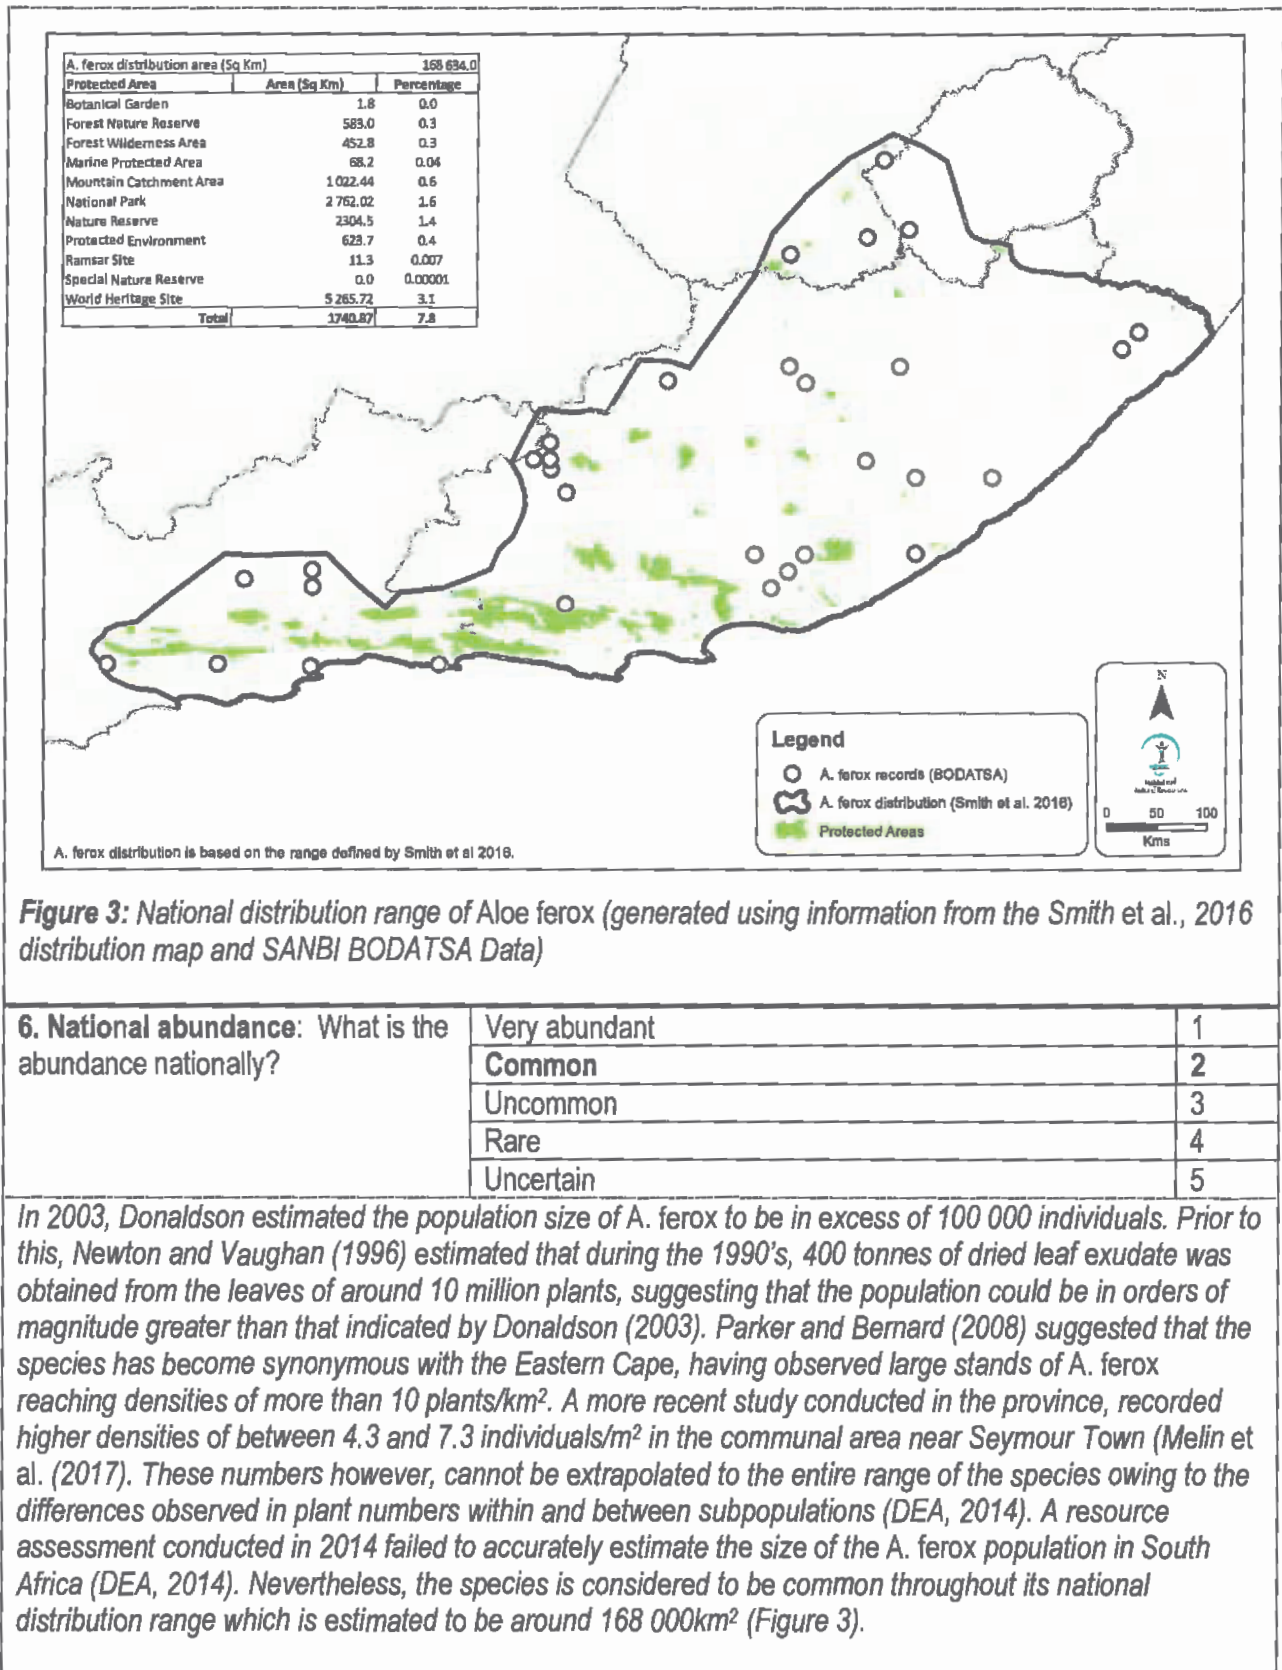 A. ferox distribution area (Sq Km) 168 634.0
Protected Area Area (Sq Km) Percentage
Botanical Garden 1.8 0.0
Forest Nature Reserve 583.0 0.3
Forest Wilderness Area 452.8 0.3
Marine Protected Area 68.2 0.04
Mountain Catchment Area 1 022.44 0.6
National Park 2 762.02 1.6
Nature Reserve 2304.5 1.4
Protected Environment 623.7 0.4
Ramsar Site 11.3 0.007
Special Nature Reserve 0.0 0.00001
World Heritage Site 5 265.72 3.1
Total 1740.87 7.8
N
Legend
A. ferox records (BODATSA)
A. ferox distribution (Smith et al. 2016)
Protected Areas
0 50 100
Kms
A. ferox distribution is based on the range defined by Smith et al 2016.
Figure 3: National distribution range of Aloe ferox (generated using information from the Smith et al., 2016
distribution map and SANBI BODATSA Data)
6. National abundance: What is the
abundance nationally?
Very abundant 1
Common 2
Uncommon 3
Rare 4
Uncertain 5
In 2003, Donaldson estimated the population size of A. ferox to be in excess of 100 000 individuals. Prior to
this, Newton and Vaughan (1996) estimated that during the 1990's, 400 tonnes of dried leaf exudate was
obtained from the leaves of around 10 million plants, suggesting that the population could be in orders of
magnitude greater than that indicated by Donaldson (2003). Parker and Bernard (2008) suggested that the
species has become synonymous with the Eastern Cape, having observed large stands of A. ferox
reaching densities of more than 10 plants/km². A more recent study conducted in the province, recorded
higher densities of between 4.3 and 7.3 individuals/m² in the communal area near Seymour Town (Melin et
al. (2017). These numbers however, cannot be extrapolated to the entire range of the species owing to the
differences observed in plant numbers within and between subpopulations (DEA, 2014). A resource
assessment conducted in 2014 failed to accurately estimate the size of the A. ferox population in South
Africa (DEA, 2014). Nevertheless, the species is considered to be common throughout its national
distribution range which is estimated to be around 168 000km² (Figure 3).